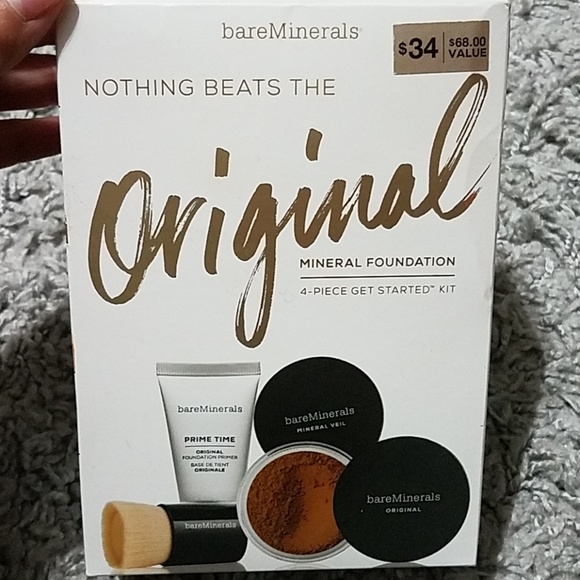 bareMinerals
$34
$68.00
VALUE
NOTHING BEATS THE
Original
MINERAL FOUNDATION
4-PIECE GET STARTED™ KIT
bareMinerals
PRIME TIME
ORIGINAL
FOUNDATION PRIMER
BASE DE TEINT
ORIGINALE
bareMinerals
MINERAL VEIL
bareMinerals
ORIGINAL
bareMinerals